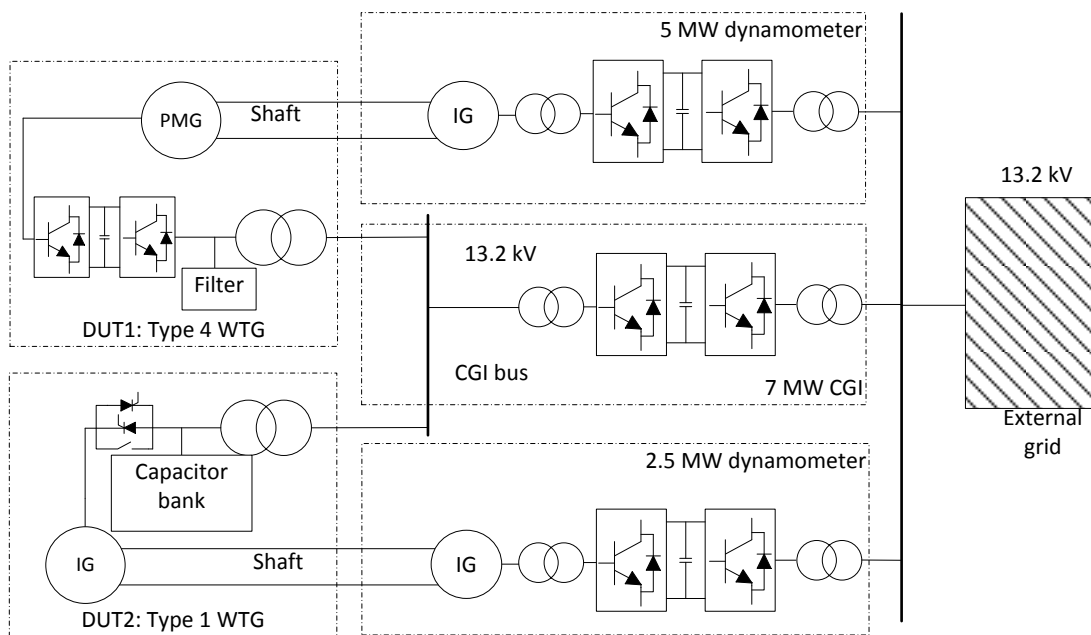 5 MW dynamometer
PMG
Shaft
IG
Filter
DUT1: Type 4 WTG
13.2 kV
CGI bus
7 MW CGI
13.2 kV
External
grid
Capacitor
bank
2.5 MW dynamometer
IG
Shaft
IG
DUT2: Type 1 WTG